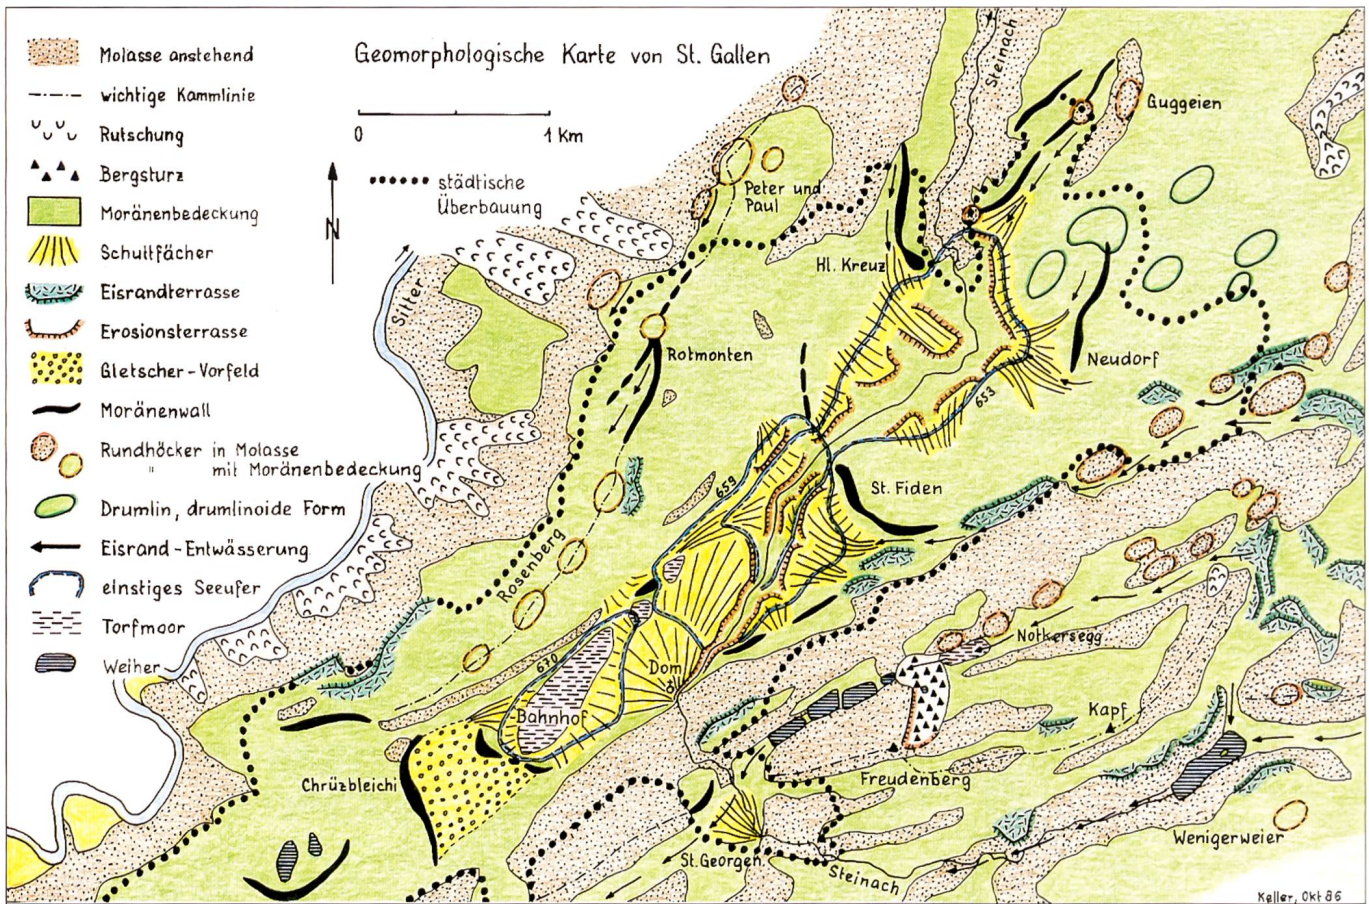 Geomorphologische Karte von St. Gallen
Molasse anstehend
wichtige Kammlinie
Rutschung
Bergsturz
Moränenbedeckung
Schuttfächer
Eisrandterrasse
Erosionsterrasse
Gletscher-Vorfeld
Moränenwall
Rundhöcker in Molasse
" mit Moränenbedeckung
Drumlin, drumlinoide Form
Eisrand-Entwässerung
einstiges Seeufer
Torfmoor
Weiher
0 1 Km
N
städtische
Überbauung
Steinach
Guggeien
Peter und
Paul
Hl. Kreuz
Sitter
Rotmonten
Neudorf
653
659
St. Fiden
Rosenberg
670
Dom
Bahnhof
Notkersegg
Kapf
Chrüzbleichi
Freudenberg
Wenigerweier
St. Georgen
Steinach
Keller, Okt 86